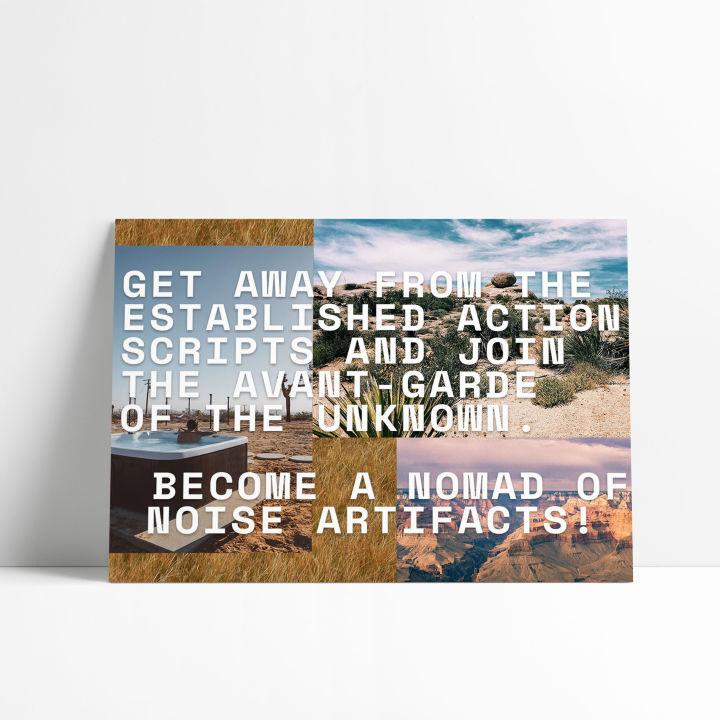 GET AWAY FROM THE
ESTABLISHED ACTION
SCRIPTS AND JOIN
THE AVANT-GARDE
OF THE UNKNOWN.
BECOME A NOMAD OF
NOISE ARTIFACTS!